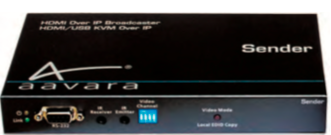 HDMI Over IP Broadcaster
HDMI/USB KVM Over IP
Sender
aavara
Sender
Link
RS-232
IR Receiver
IR Emitter
Video Channel
Video Mode
Local EDID Copy